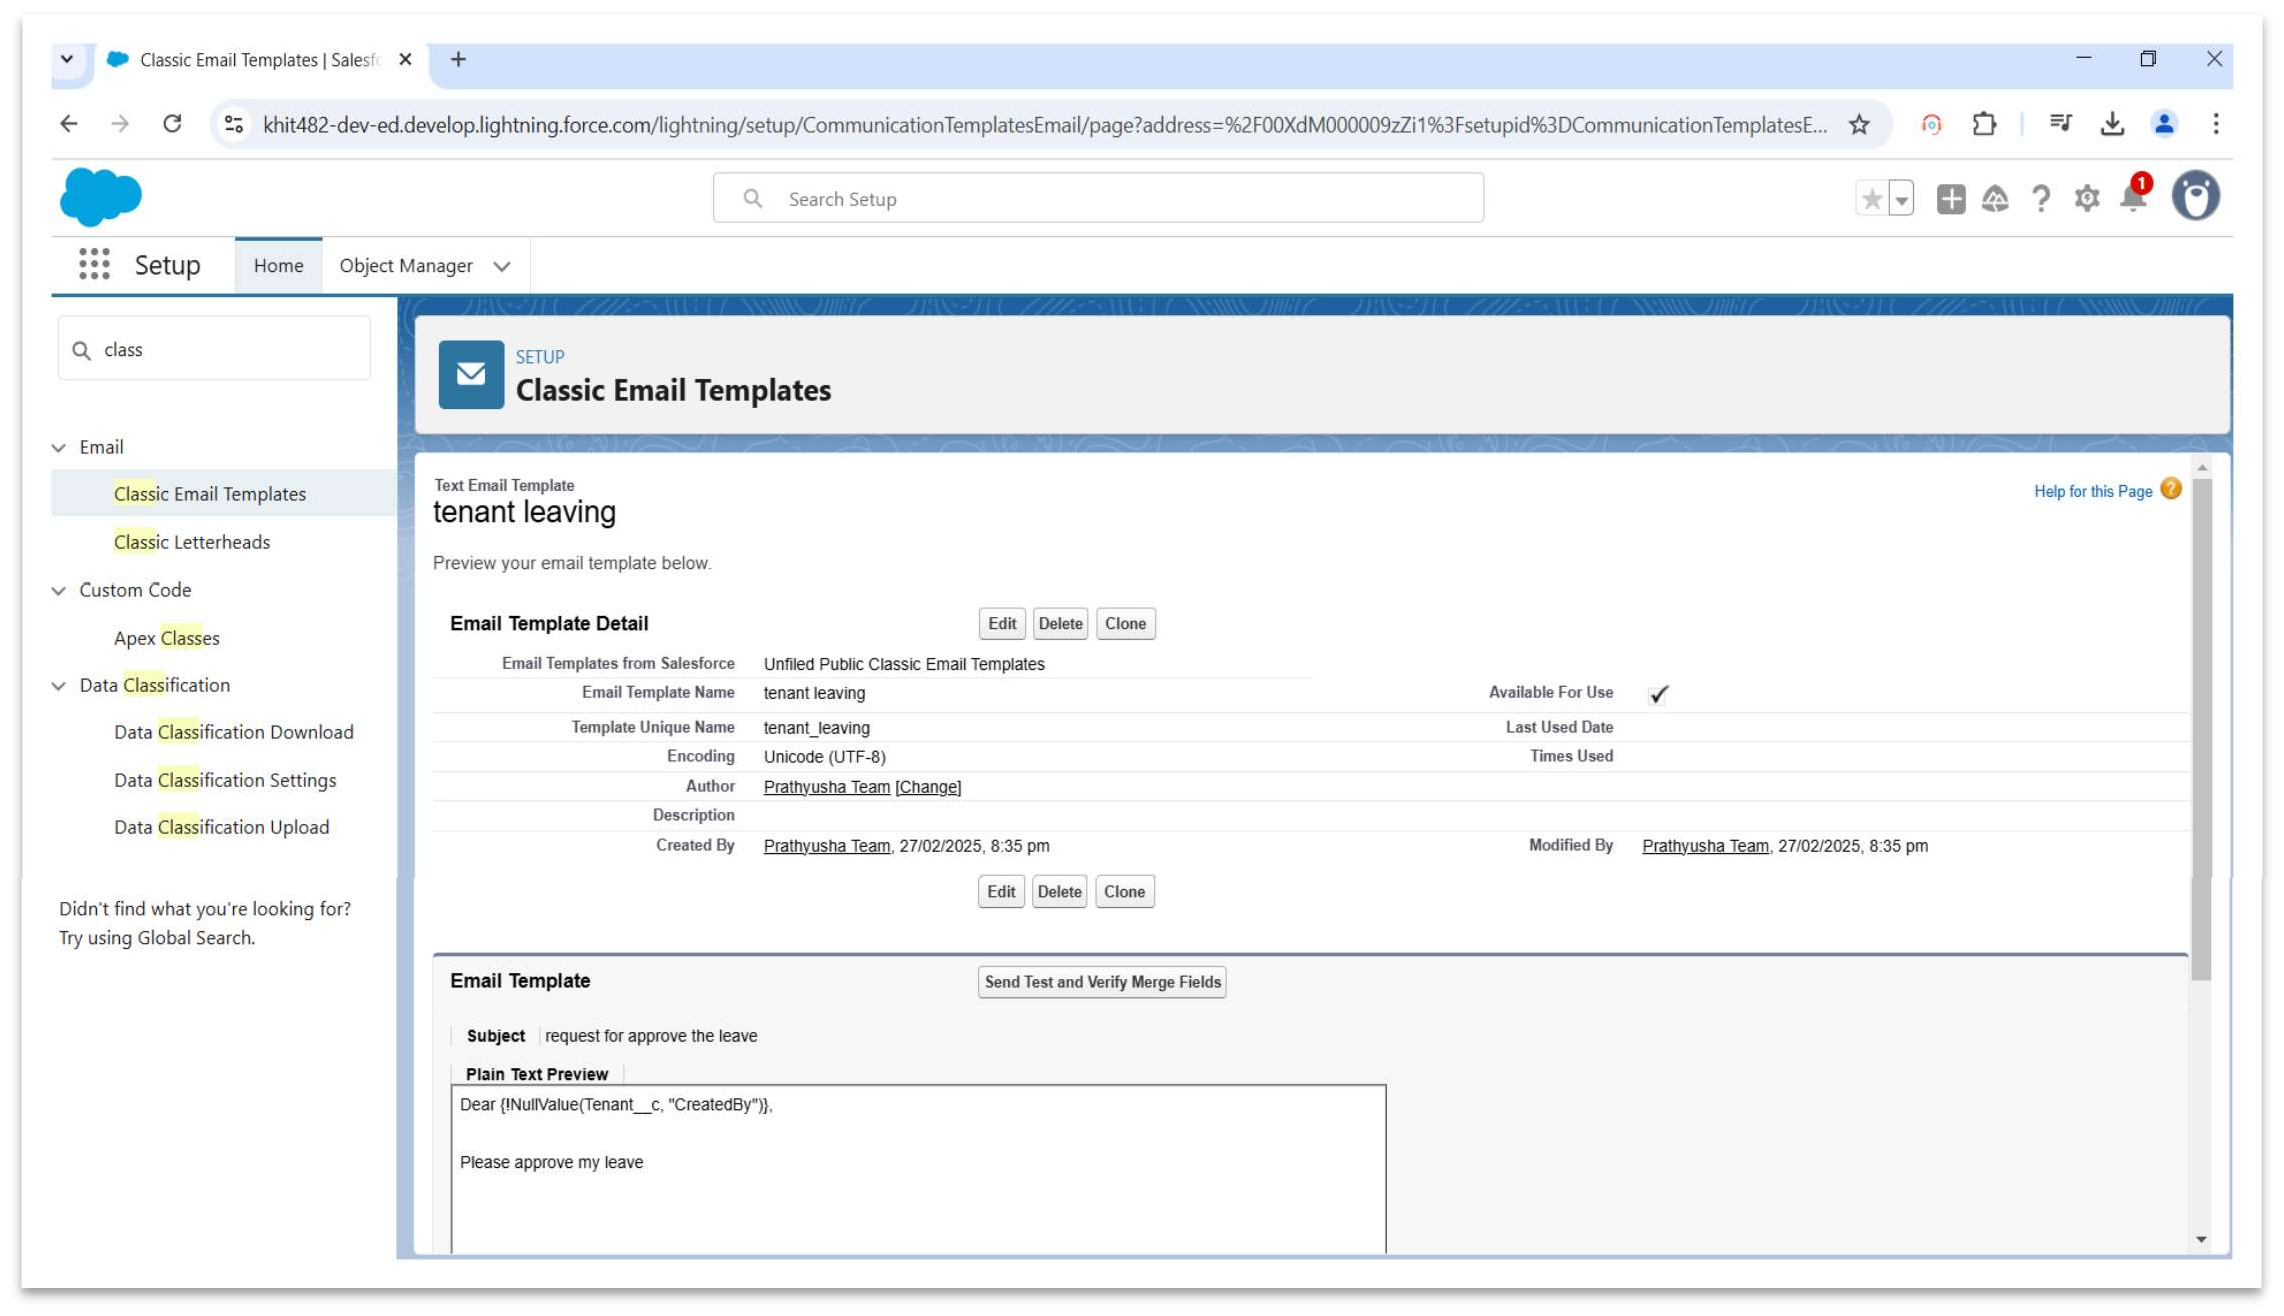 Classic Email Templates | Salesf
khit482-dev-ed.develop.lightning.force.com/lightning/setup/CommunicationTemplatesEmail/page?address=%2F00XdM000009zZi1%3Fsetupid%3DCommunicationTemplatesE...
Search Setup
1
Setup
Home
Object Manager
class
Email
Classic Email Templates
Classic Letterheads
Custom Code
Apex Classes
Data Classification
Data Classification Download
Data Classification Settings
Data Classification Upload
Didn't find what you're looking for?
Try using Global Search.
SETUP
Classic Email Templates
Text Email Template
tenant leaving
Help for this Page
Preview your email template below.
Email Template Detail
Edit Delete Clone
Email Templates from Salesforce Unfiled Public Classic Email Templates
Email Template Name tenant leaving Available For Use
Template Unique Name tenant_leaving Last Used Date
Encoding Unicode (UTF-8) Times Used
Author Prathyusha Team [Change]
Description
Created By Prathyusha Team, 27/02/2025, 8:35 pm Modified By Prathyusha Team, 27/02/2025, 8:35 pm
Edit Delete Clone
Email Template
Send Test and Verify Merge Fields
Subject request for approve the leave
Plain Text Preview
Dear {!NullValue(Tenant__c, "CreatedBy")},
Please approve my leave